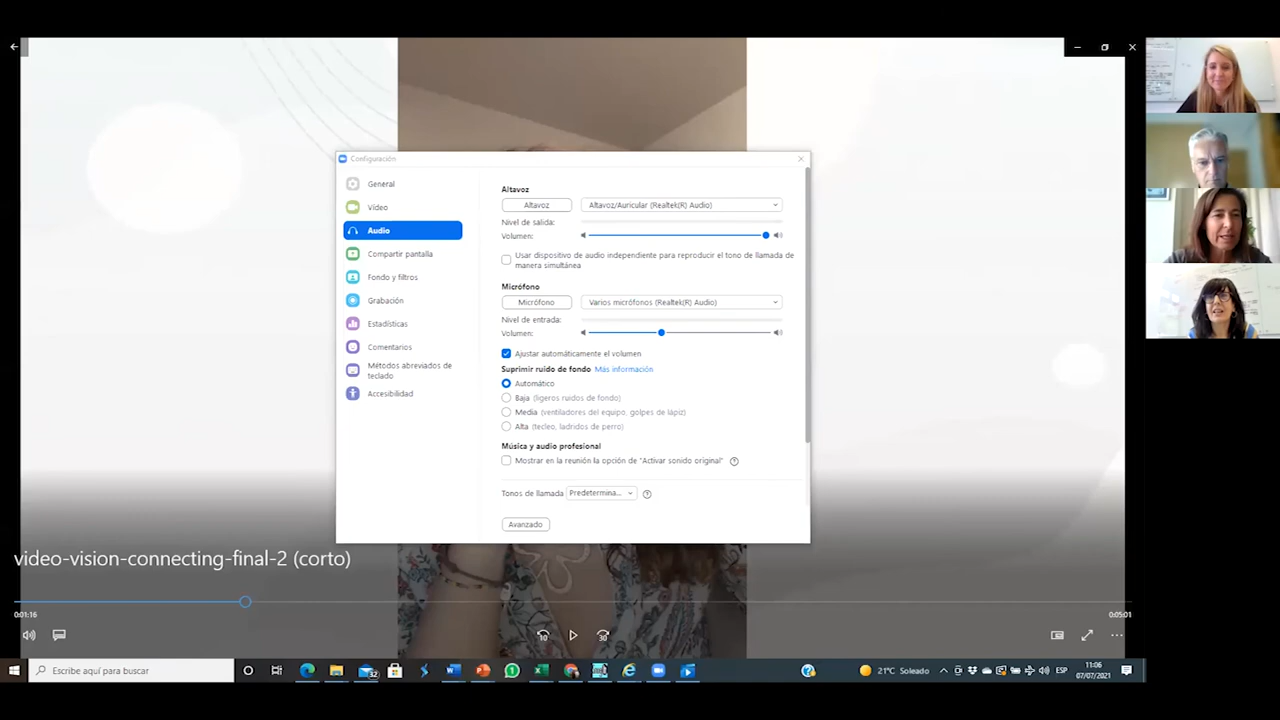 Configuración
General
Vídeo
Audio
Compartir pantalla
Fondo y filtros
Grabación
Estadísticas
Comentarios
Métodos abreviados de
teclado
Accesibilidad
Altavoz
Altavoz
Altavoz/Auricular (Realtek(R) Audio)
Nivel de salida:
Volumen:
Usar dispositivo de audio independiente para reproducir el tono de llamada de
manera simultánea
Micrófono
Micrófono
Varios micrófonos (Realtek(R) Audio)
Nivel de entrada:
Volumen:
Ajustar automáticamente el volumen
Suprimir ruido de fondo Más información
Automático
Baja (ligeros ruidos de fondo)
Media (ventiladores del equipo, golpes de lápiz)
Alta (tecleo, ladridos de perro)
Música y audio profesional
Mostrar en la reunión la opción de "Activar sonido original"
Tonos de llamada Predetermina...
Avanzado
video-vision-connecting-final-2 (corto)
0:01:16
0:05:01
10
30
Escribe aquí para buscar
32
21°C Soleado
ESP
11:06
07/07/2021